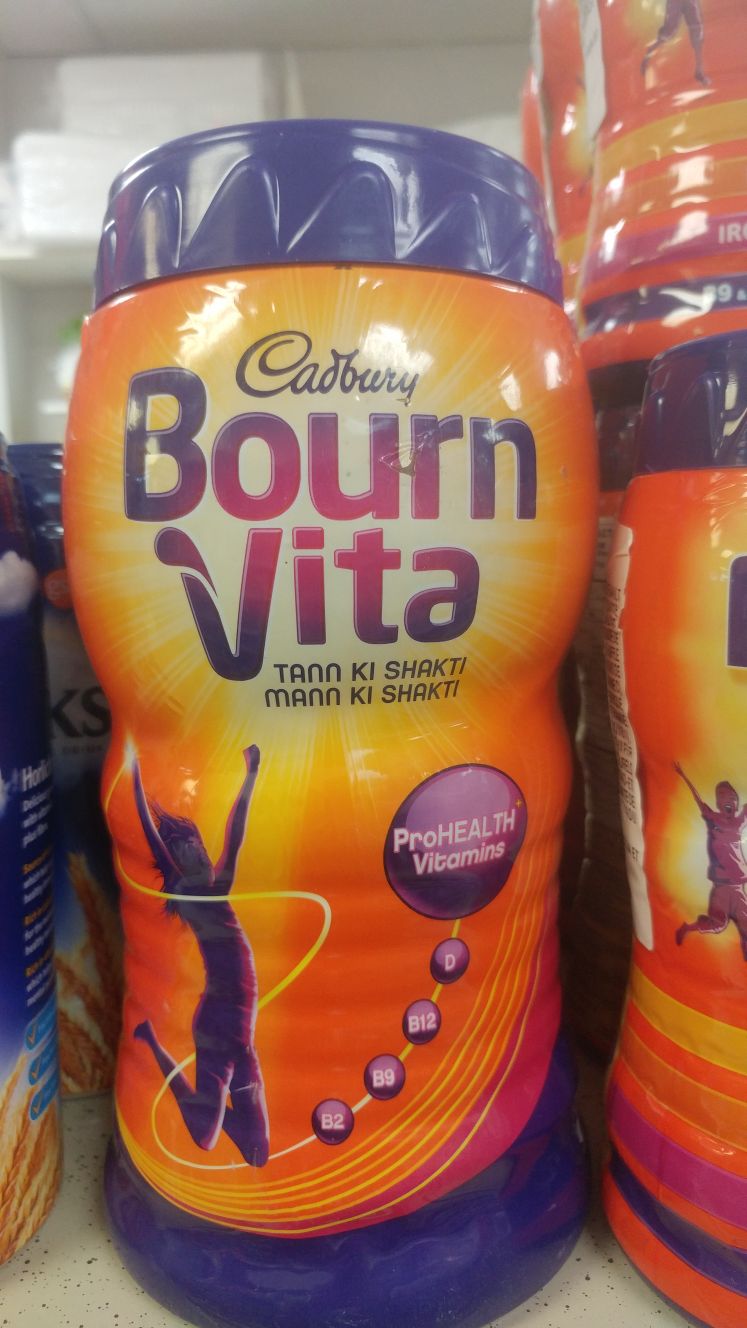 Cadbury
Bourn
Vita
TANN KI SHAKTI
MANN KI SHAKTI
ProHEALTH+
Vitamins
D
B12
B9
B2